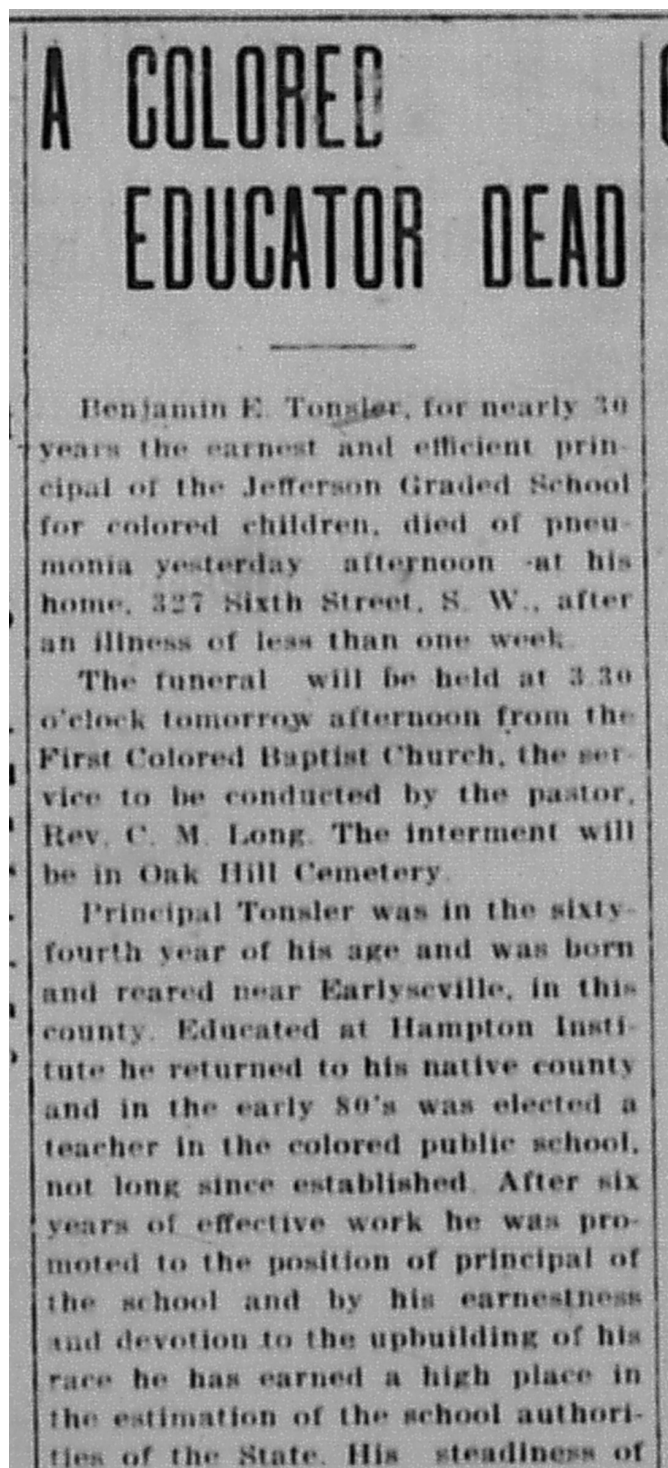 A COLORED
EDUCATOR DEAD
Benjamin E. Tonsler, for nearly 30
years the earnest and efficient prin-
cipal of the Jefferson Graded School
for colored children, died of pneu-
monia yesterday afternoon at his
home, 327 Sixth Street, S. W., after
an illness of less than one week.
The funeral will be held at 3.30
o'clock tomorrow afternoon from the
First Colored Baptist Church, the ser-
vice to be conducted by the pastor,
Rev. C. M. Long. The interment will
be in Oak Hill Cemetery.
Principal Tonsler was in the sixty-
fourth year of his age and was born
and reared near Earlyseville, in this
county. Educated at Hampton Insti-
tute he returned to his native county
and in the early 80's was elected a
teacher in the colored public school,
not long since established. After six
years of effective work he was pro-
moted to the position of principal of
the school and by his earnestness
and devotion to the upbuilding of his
race he has earned a high place in
the estimation of the school authori-
ties of the State. His steadiness of